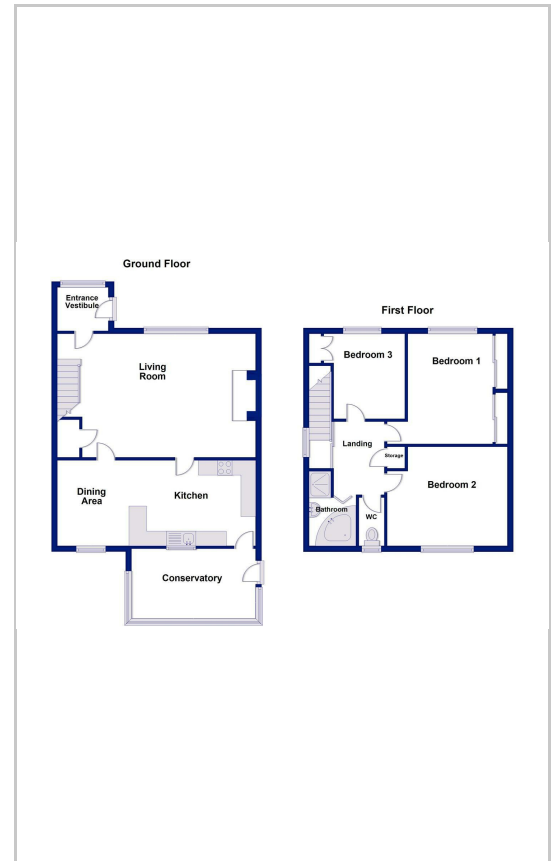 Ground Floor
Entrance
Vestibule
Living
Room
Dining
Area
Kitchen
Conservatory
First Floor
Bedroom 3
Bedroom 1
Landing
Storage
Bedroom 2
Bathroom
WC